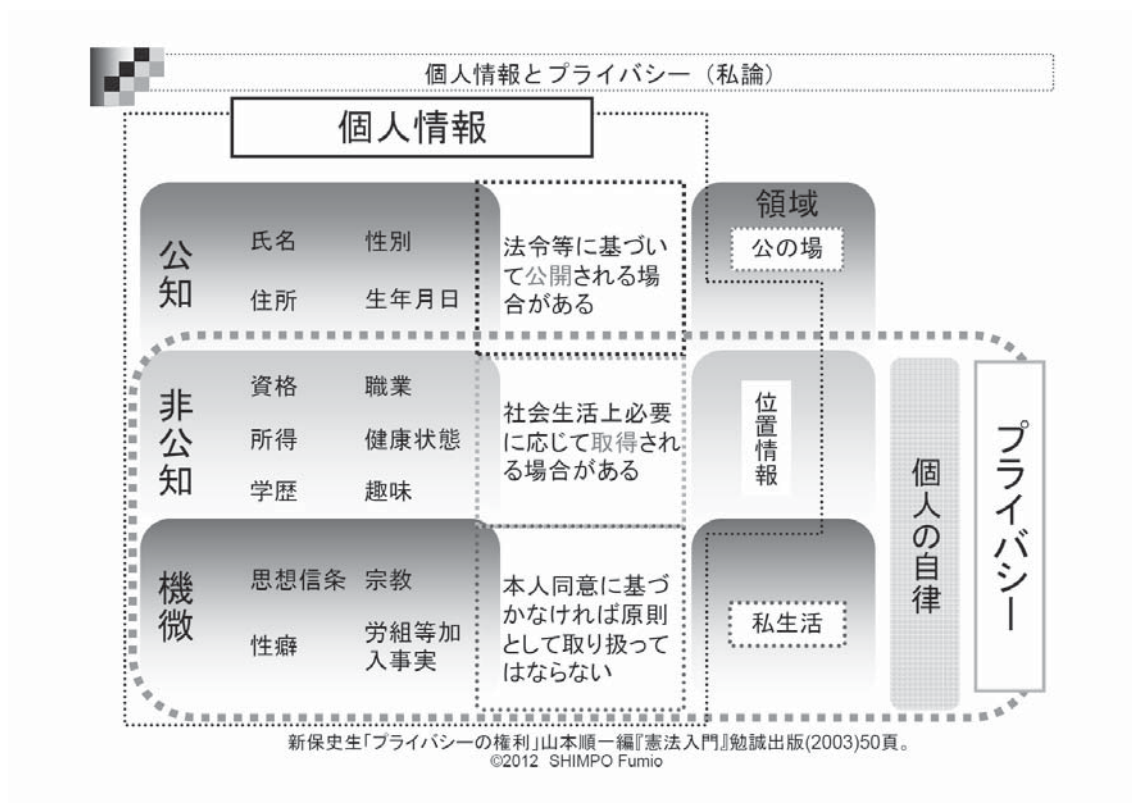 個人情報とプライバシー（私論）
個人情報
公知
氏名 性別
住所 生年月日
法令等に基づい
て公開される場
合がある
領域
公の場
非公知
資格 職業
所得 健康状態
学歴 趣味
社会生活上必要
に応じて取得され
る場合がある
位置情報
機微
思想信条 宗教
性癖 労組等加
入事実
本人同意に基づ
かなければ原則
として取り扱って
はならない
私生活
個人の自律
プライバシー
新保史生「プライバシーの権利」山本順一編『憲法入門』勉誠出版(2003)50頁。
©2012 SHIMPO Fumio